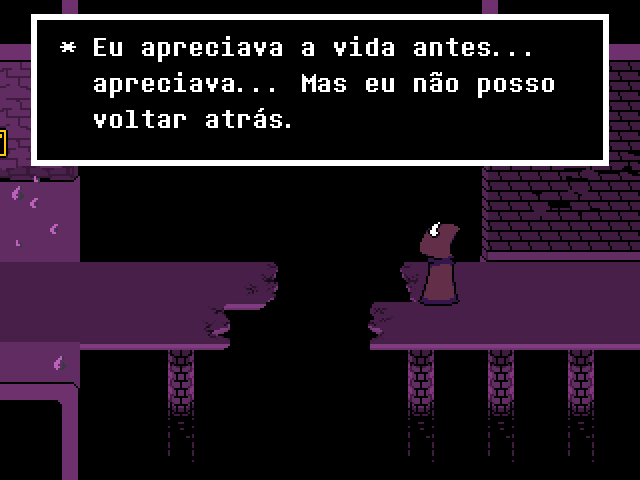 * Eu apreciava a vida antes...
apreciava... Mas eu não posso
voltar atrás.